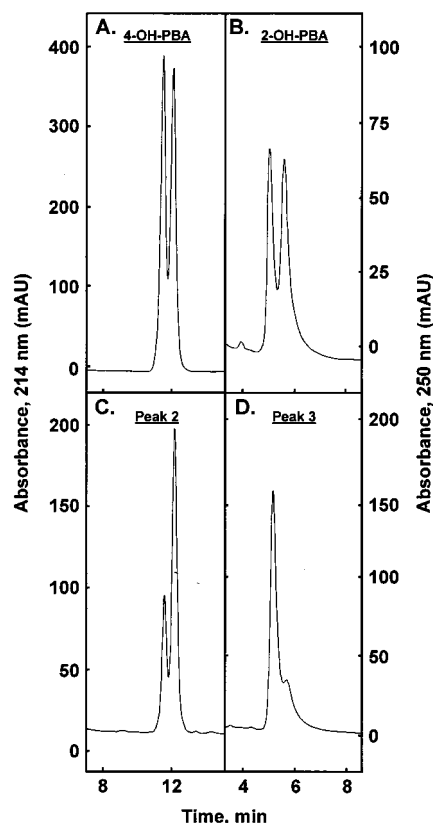 A. 4-OH-PBA
B. 2-OH-PBA
400
300
200
100
0
100
75
50
25
0
Absorbance, 214 nm (mAU)
Absorbance, 250 nm (mAU)
C. Peak 2
D. Peak 3
200
150
100
50
0
200
150
100
50
0
8 12 4 6 8
Time, min